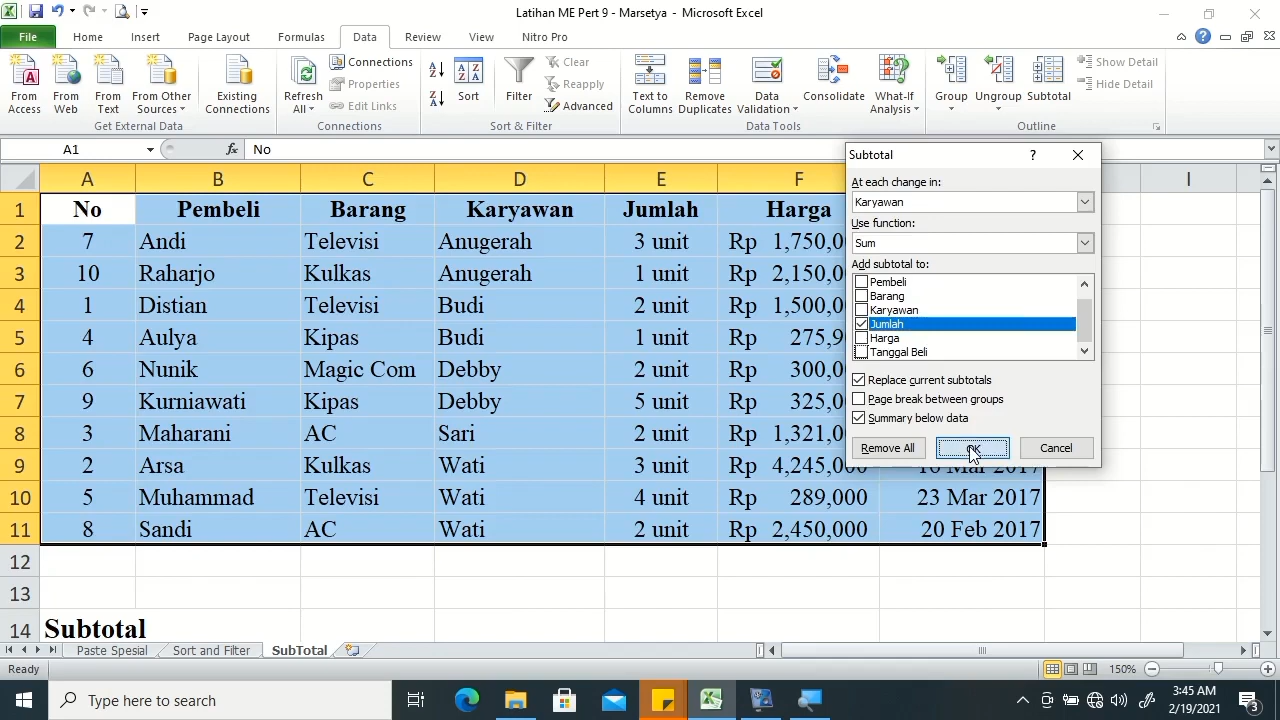 Latihan ME Pert 9 - Marsetya - Microsoft Excel
File Home Insert Page Layout Formulas Data Review View Nitro Pro
From Access
From Web
From Text
From Other Sources
Existing Connections
Get External Data
Refresh All
Connections
Properties
Edit Links
Connections
Sort
Filter
Clear
Reapply
Advanced
Sort & Filter
Text to Columns
Remove Duplicates
Data Validation
Consolidate
What-If Analysis
Data Tools
Group
Ungroup
Subtotal
Show Detail
Hide Detail
Outline
A1 fx No
A B C D E F I
1 No Pembeli Barang Karyawan Jumlah Harga
2 7 Andi Televisi Anugerah 3 unit Rp 1,750,0
3 10 Raharjo Kulkas Anugerah 1 unit Rp 2,150,0
4 1 Distian Televisi Budi 2 unit Rp 1,500,0
5 4 Aulya Kipas Budi 1 unit Rp 275,9
6 6 Nunik Magic Com Debby 2 unit Rp 300,0
7 9 Kurniawati Kipas Debby 5 unit Rp 325,0
8 3 Maharani AC Sari 2 unit Rp 1,321,0
9 2 Arsa Kulkas Wati 3 unit Rp 4,245,000 Mar 2017
10 5 Muhammad Televisi Wati 4 unit Rp 289,000 23 Mar 2017
11 8 Sandi AC Wati 2 unit Rp 2,450,000 20 Feb 2017
12
13
14 Subtotal
Subtotal ?
At each change in:
Karyawan
Use function:
Sum
Add subtotal to:
Pembeli
Barang
Karyawan
Jumlah
Harga
Tanggal Beli
Replace current subtotals
Page break between groups
Summary below data
Remove All OK Cancel
Paste Spesial Sort and Filter SubTotal
Ready 150%
Type here to search
3:45 AM
2/19/2021
3